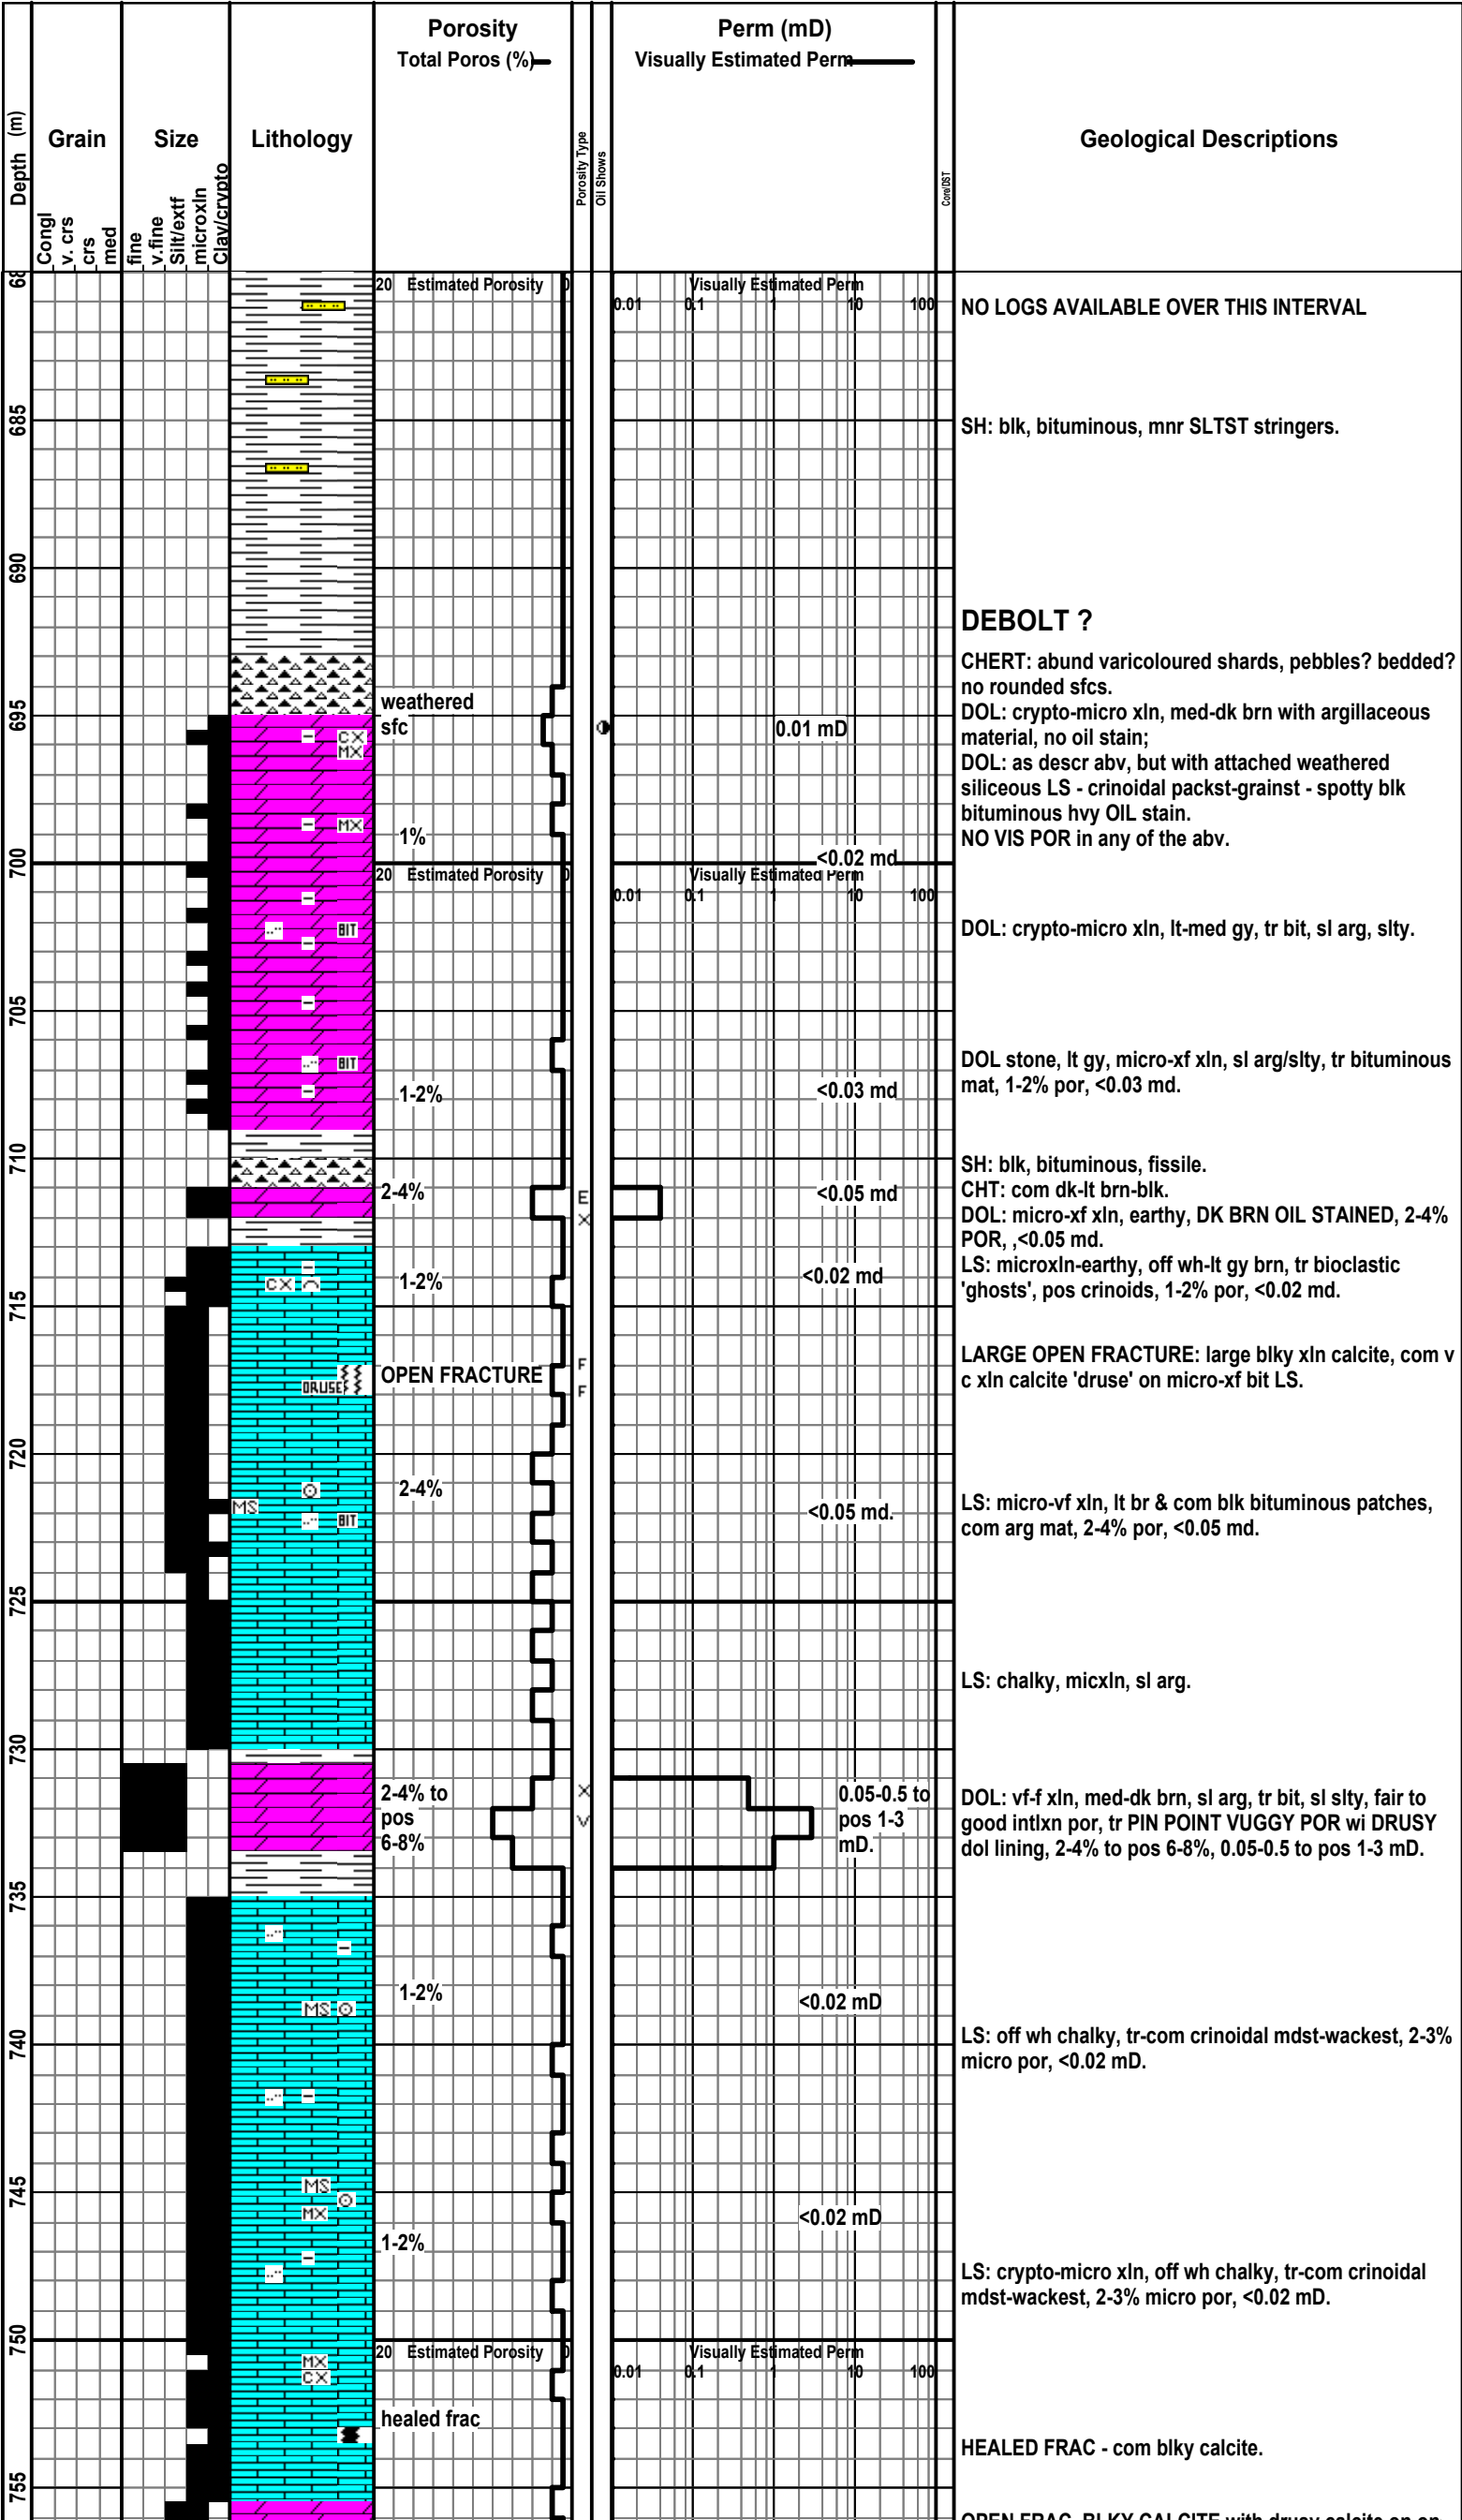 Porosity
Total Poros (%)
Perm (mD)
Visually Estimated Perm
Depth (m)
Grain
Size
Lithology
Porosity Type
Oil Shows
Core/DST
Geological Descriptions
Congl
v. crs
crs
med
fine
v.fine
Silt/extf
microxln
Clay/crypto
68
20 Estimated Porosity 0
Visually Estimated Perm
0.01 0.1 1 10 100
NO LOGS AVAILABLE OVER THIS INTERVAL
685
SH: blk, bituminous, mnr SLTST stringers.
690
DEBOLT ?
CHERT: abund varicoloured shards, pebbles? bedded?
no rounded sfcs.
695
weathered
sfc
CX
MX
0.01 mD
DOL: crypto-micro xln, med-dk brn with argillaceous
material, no oil stain;
DOL: as descr abv, but with attached weathered
siliceous LS - crinoidal packst-grainst - spotty blk
bituminous hvy OIL stain.
NO VIS POR in any of the abv.
MX
1%
<0.02 md
700
20 Estimated Porosity 0
Visually Estimated Perm
0.01 0.1 1 10 100
BIT
DOL: crypto-micro xln, lt-med gy, tr bit, sl arg, slty.
705
BIT
1-2%
<0.03 md
DOL stone, lt gy, micro-xf xln, sl arg/slty, tr bituminous
mat, 1-2% por, <0.03 md.
710
SH: blk, bituminous, fissile.
CHT: com dk-lt brn-blk.
2-4%
E
X
<0.05 md
DOL: micro-xf xln, earthy, DK BRN OIL STAINED, 2-4%
POR, ,<0.05 md.
CX
1-2%
<0.02 md
LS: microxln-earthy, off wh-lt gy brn, tr bioclastic
'ghosts', pos crinoids, 1-2% por, <0.02 md.
715
DRUSE
OPEN FRACTURE
F
F
LARGE OPEN FRACTURE: large blky xln calcite, com v
c xln calcite 'druse' on micro-xf bit LS.
720
2-4%
MS
BIT
<0.05 md.
LS: micro-vf xln, lt br & com blk bituminous patches,
com arg mat, 2-4% por, <0.05 md.
725
LS: chalky, micxln, sl arg.
730
2-4% to
pos
6-8%
X
V
0.05-0.5 to
pos 1-3
mD.
DOL: vf-f xln, med-dk brn, sl arg, tr bit, sl slty, fair to
good intlxn por, tr PIN POINT VUGGY POR wi DRUSY
dol lining, 2-4% to pos 6-8%, 0.05-0.5 to pos 1-3 mD.
735
1-2%
MS
<0.02 mD
740
LS: off wh chalky, tr-com crinoidal mdst-wackest, 2-3%
micro por, <0.02 mD.
745
MS
MX
1-2%
<0.02 mD
LS: crypto-micro xln, off wh chalky, tr-com crinoidal
mdst-wackest, 2-3% micro por, <0.02 mD.
750
20 Estimated Porosity 0
Visually Estimated Perm
0.01 0.1 1 10 100
MX
CX
healed frac
HEALED FRAC - com blky calcite.
755
OPEN FRAC, BLKY CALCITE with drusy calcite on on